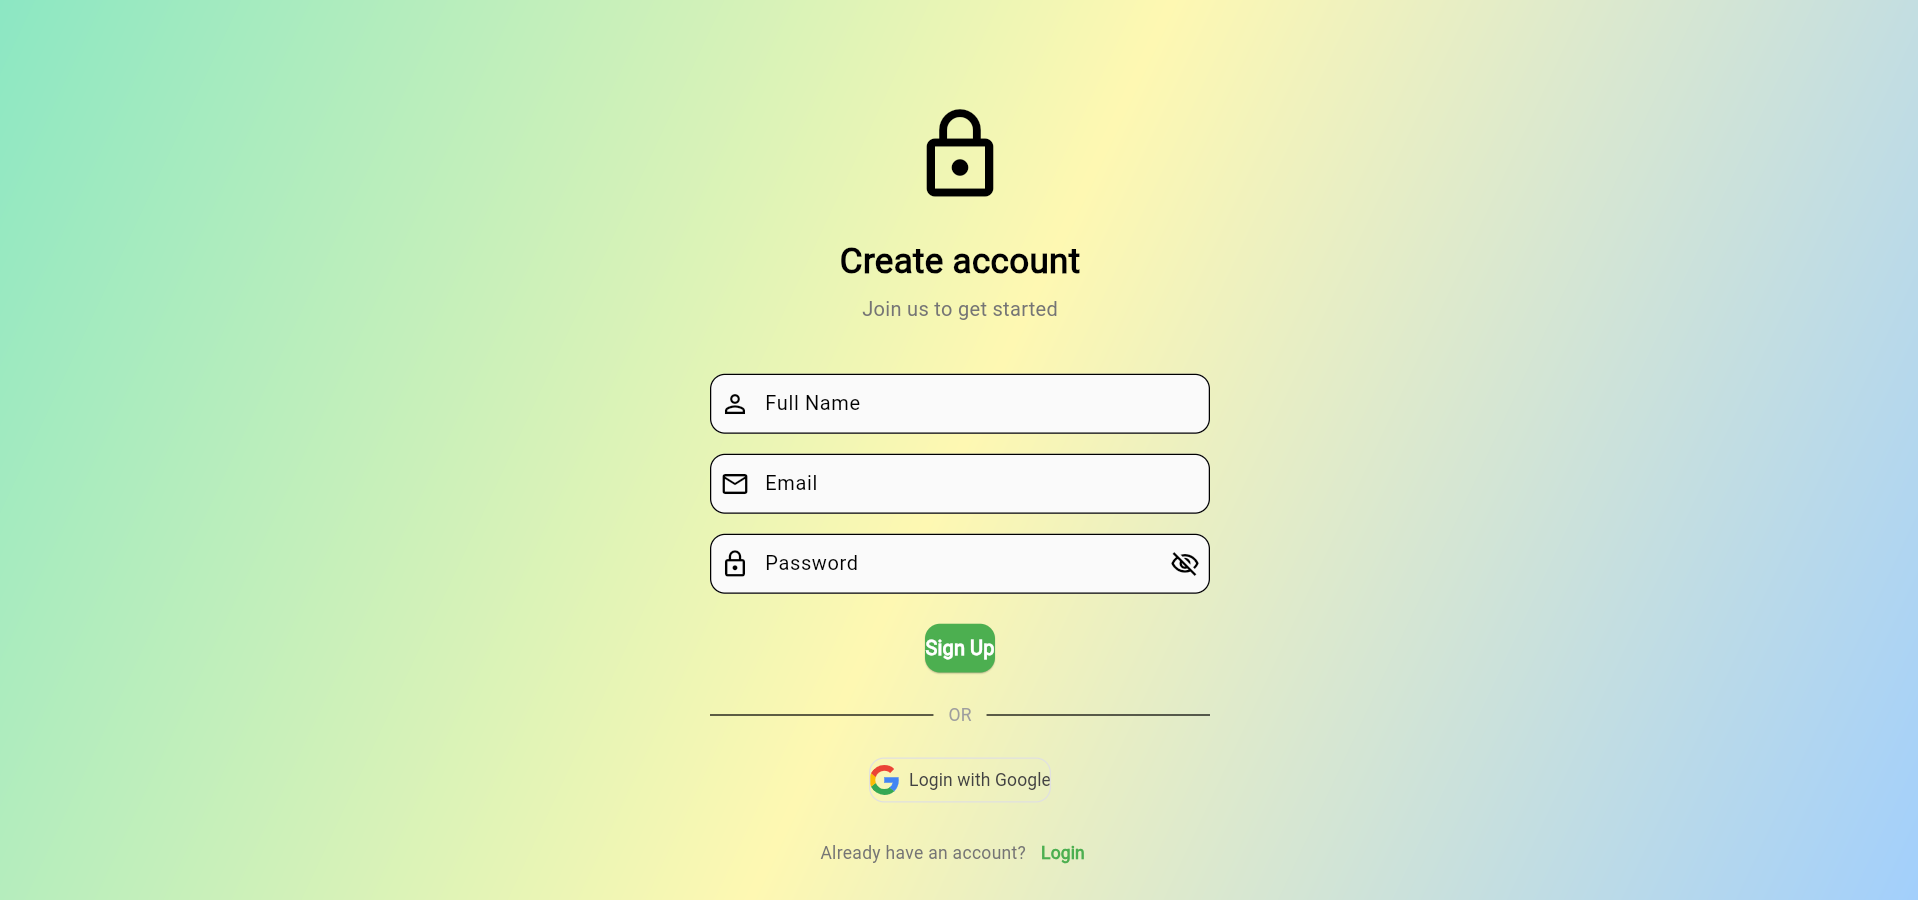 Create account
Join us to get started
Full Name
Email
Password
Sign Up
OR
Login with Google
Already have an account? Login